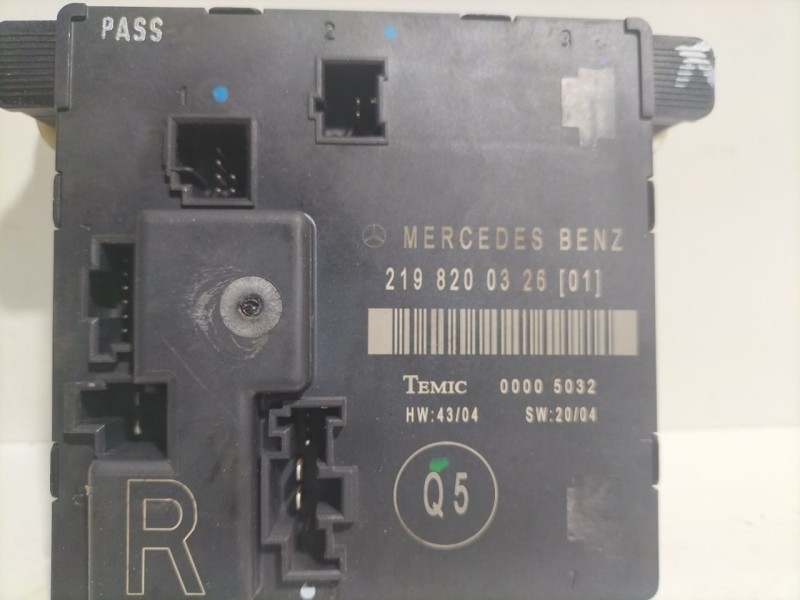 PASS
2
3
1
MERCEDES BENZ
219 820 03 26 [01]
TEMIC 0000 5032
HW:43/04 SW:20/04
Q5
R